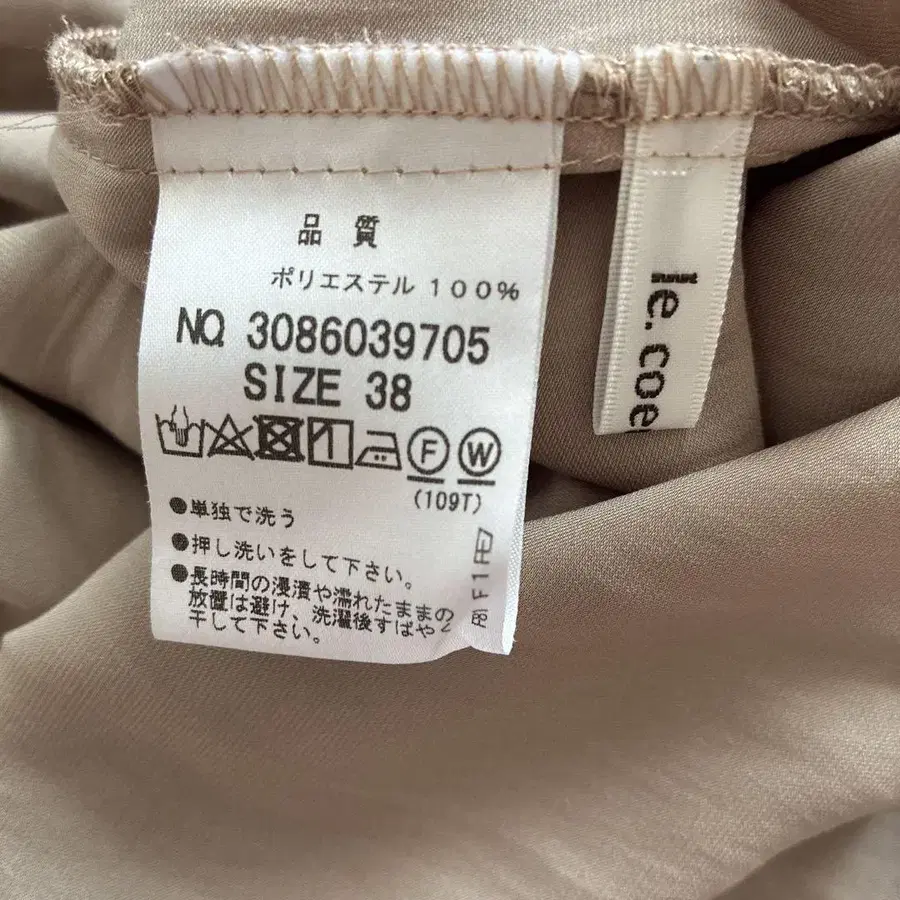 品 質
ポリエステル 100%
NO 3086039705
SIZE 38
F W
(109T)
●単独で洗う
●押し洗いをして下さい。
●長時間の浸漬や濡れたままの
放置は避け、洗濯後すばやく
干して下さい。
le.coe